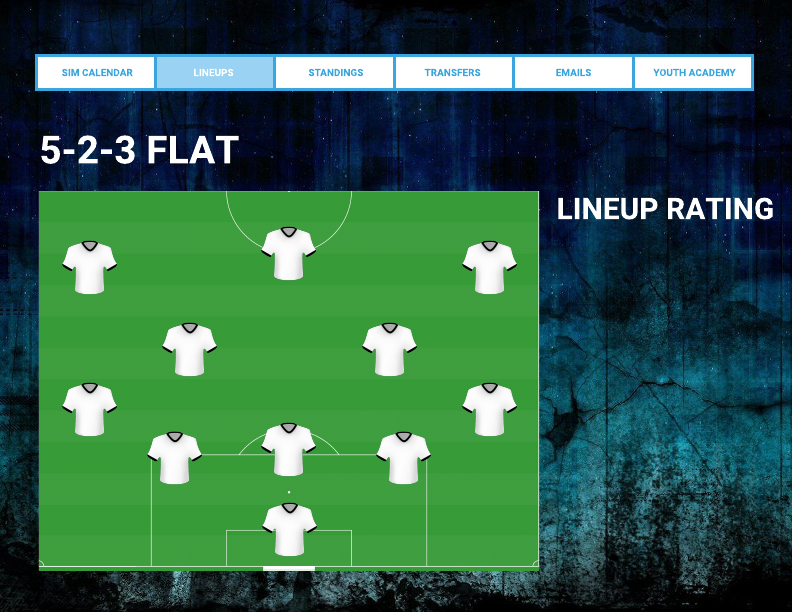 SIM CALENDAR
LINEUPS
STANDINGS
TRANSFERS
EMAILS
YOUTH ACADEMY
5-2-3 FLAT
LINEUP RATING